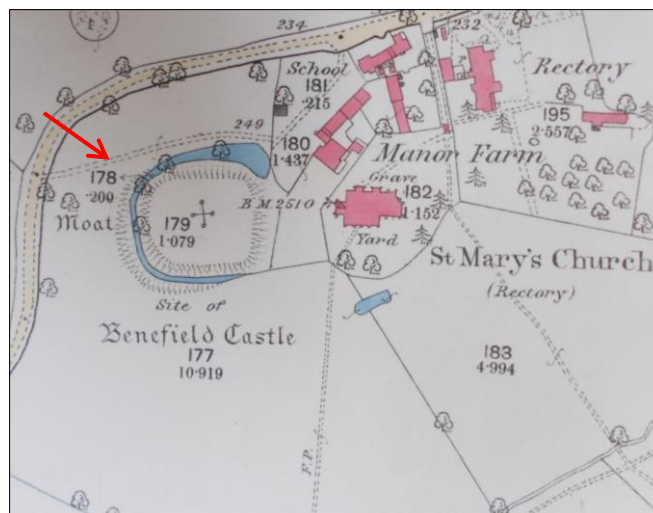 234
232
School
181
.215
Rectory
195
2.557
249
180
1.437
Manor Farm
178
.200
Moat
179
1.079
Grave
182
1.152
B.M.251.0
Yard
St Mary's Church
(Rectory)
Site of
Benefield Castle
177
10.919
183
4.994
F.P.